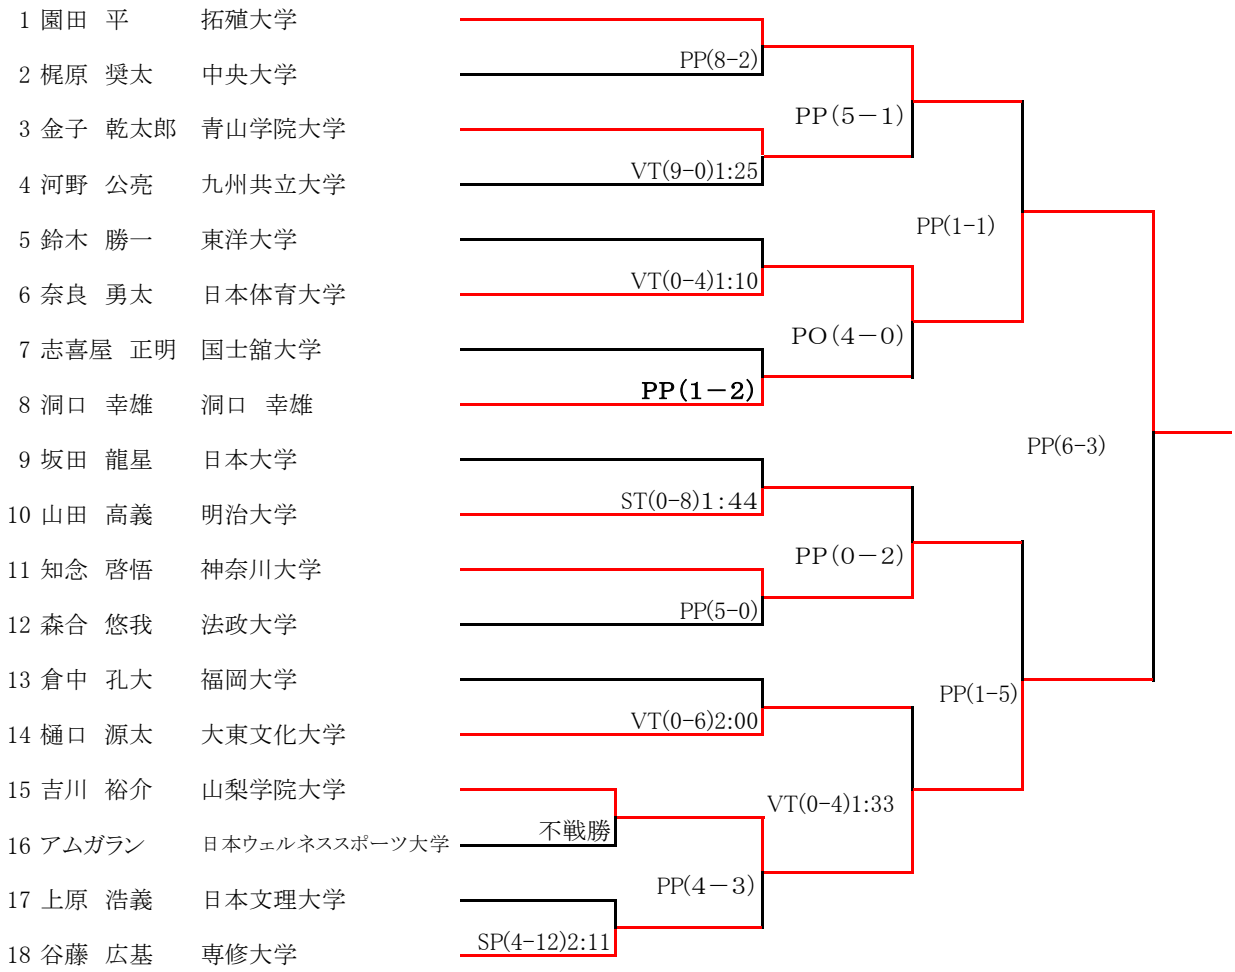 1 園田 平 拓殖大学
PP(8-2)
2 梶原 奨太 中央大学
PP(5-1)
3 金子 乾太郎 青山学院大学
VT(9-0)1:25
4 河野 公亮 九州共立大学
PP(1-1)
5 鈴木 勝一 東洋大学
VT(0-4)1:10
6 奈良 勇太 日本体育大学
PO(4-0)
7 志喜屋 正明 国士舘大学
PP(1-2)
8 洞口 幸雄 洞口 幸雄
PP(6-3)
9 坂田 龍星 日本大学
ST(0-8)1:44
10 山田 高義 明治大学
PP(0-2)
11 知念 啓悟 神奈川大学
PP(5-0)
12 森合 悠我 法政大学
13 倉中 孔大 福岡大学
PP(1-5)
VT(0-6)2:00
14 樋口 源太 大東文化大学
15 吉川 裕介 山梨学院大学
VT(0-4)1:33
不戦勝
16 アムガラン 日本ウェルネススポーツ大学
PP(4-3)
17 上原 浩義 日本文理大学
SP(4-12)2:11
18 谷藤 広基 専修大学